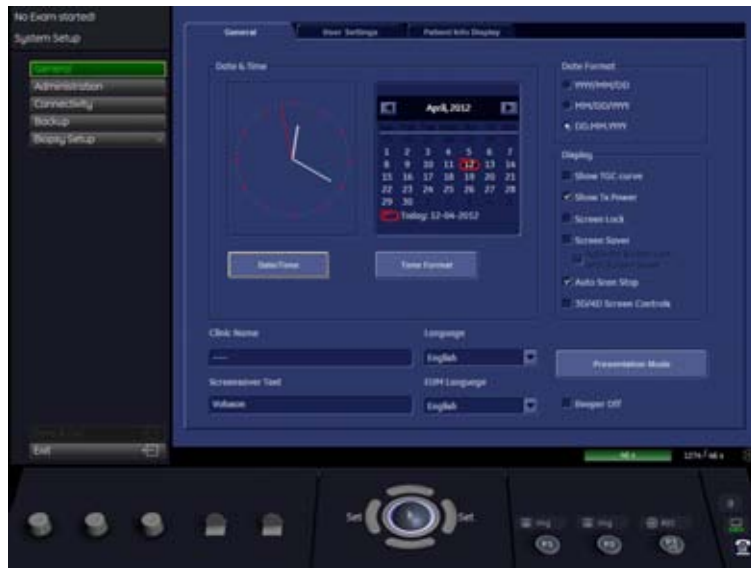 No Exam started!
System Setup
General
Administration
Connectivity
Backup
Biopsy Setup
Exit
General
User Settings
Patient Info Display
Date & Time
April, 2012
1 2 3 4 5 6 7
8 9 10 11 12 13 14
15 16 17 18 19 20 21
22 23 24 25 26 27 28
29 30
Today: 12-04-2012
Date/Time
Time Format
Date Format
YYYY/MM/DD
MM/DD/YYYY
DD.MM.YYYY
Display
Show TGC curve
Show Tx Power
Screen Lock
Screen Saver
Auto Scan Stop
3D/4D Screen Controls
Clinic Name
----
Language
English
Presentation Mode
Screensaver Text
Voluson
EUM Language
English
Beeper Off
Set
Set
Img
Img
P1
P2